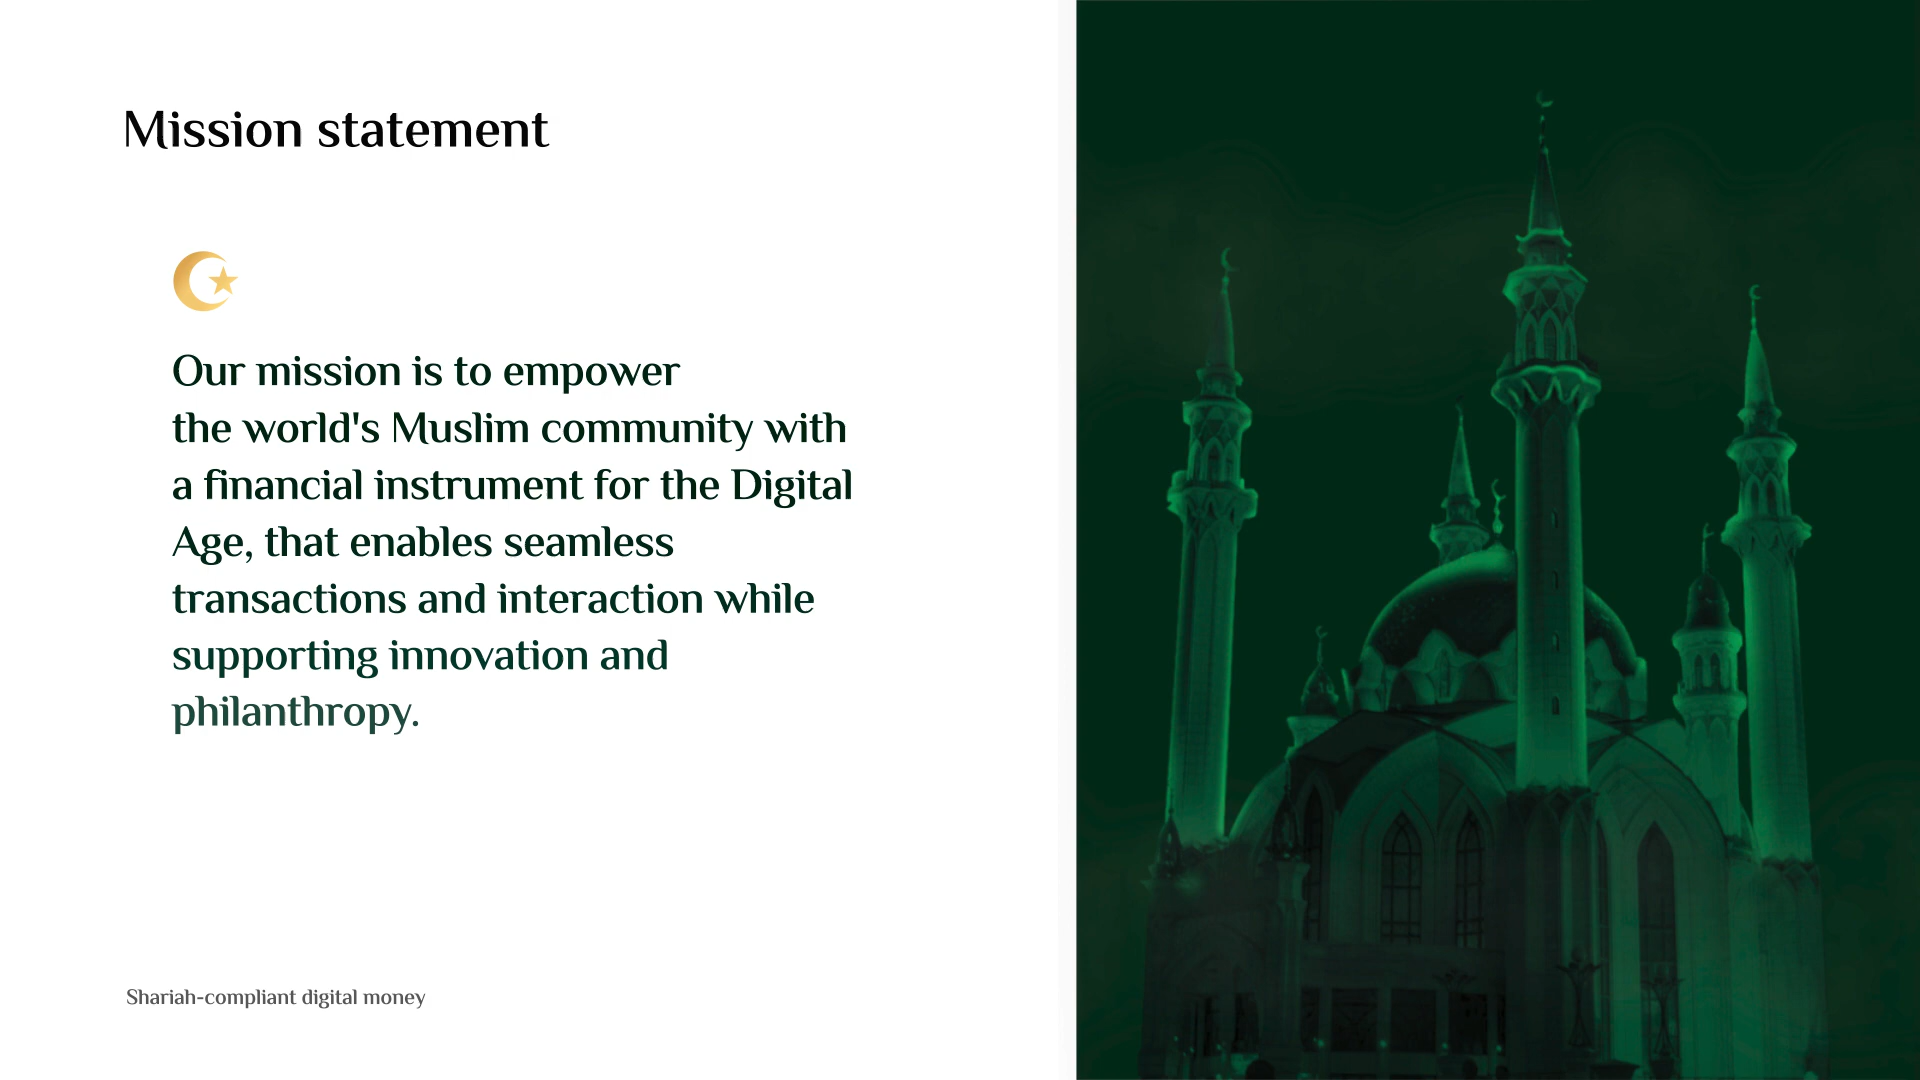 Mission statement
Our mission is to empower
the world's Muslim community with
a financial instrument for the Digital
Age, that enables seamless
transactions and interaction while
supporting innovation and
philanthropy.
Shariah-compliant digital money